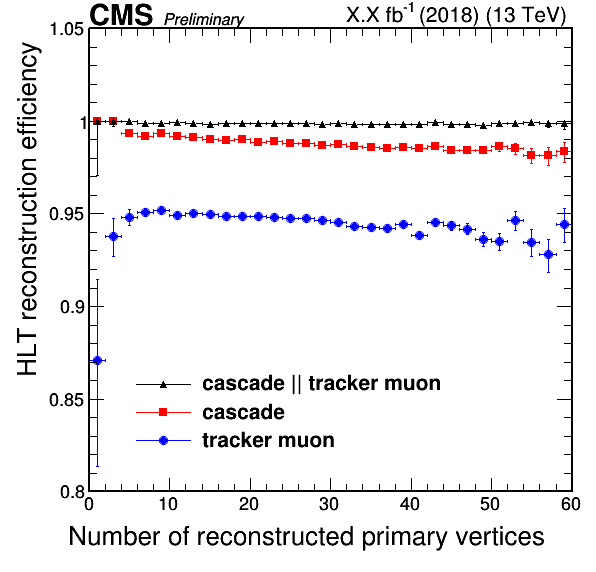 CMS Preliminary X.X fb-1 (2018) (13 TeV)
HLT reconstruction efficiency
1.05
1
0.95
0.9
0.85
0.8
cascade || tracker muon
cascade
tracker muon
0 10 20 30 40 50 60
Number of reconstructed primary vertices